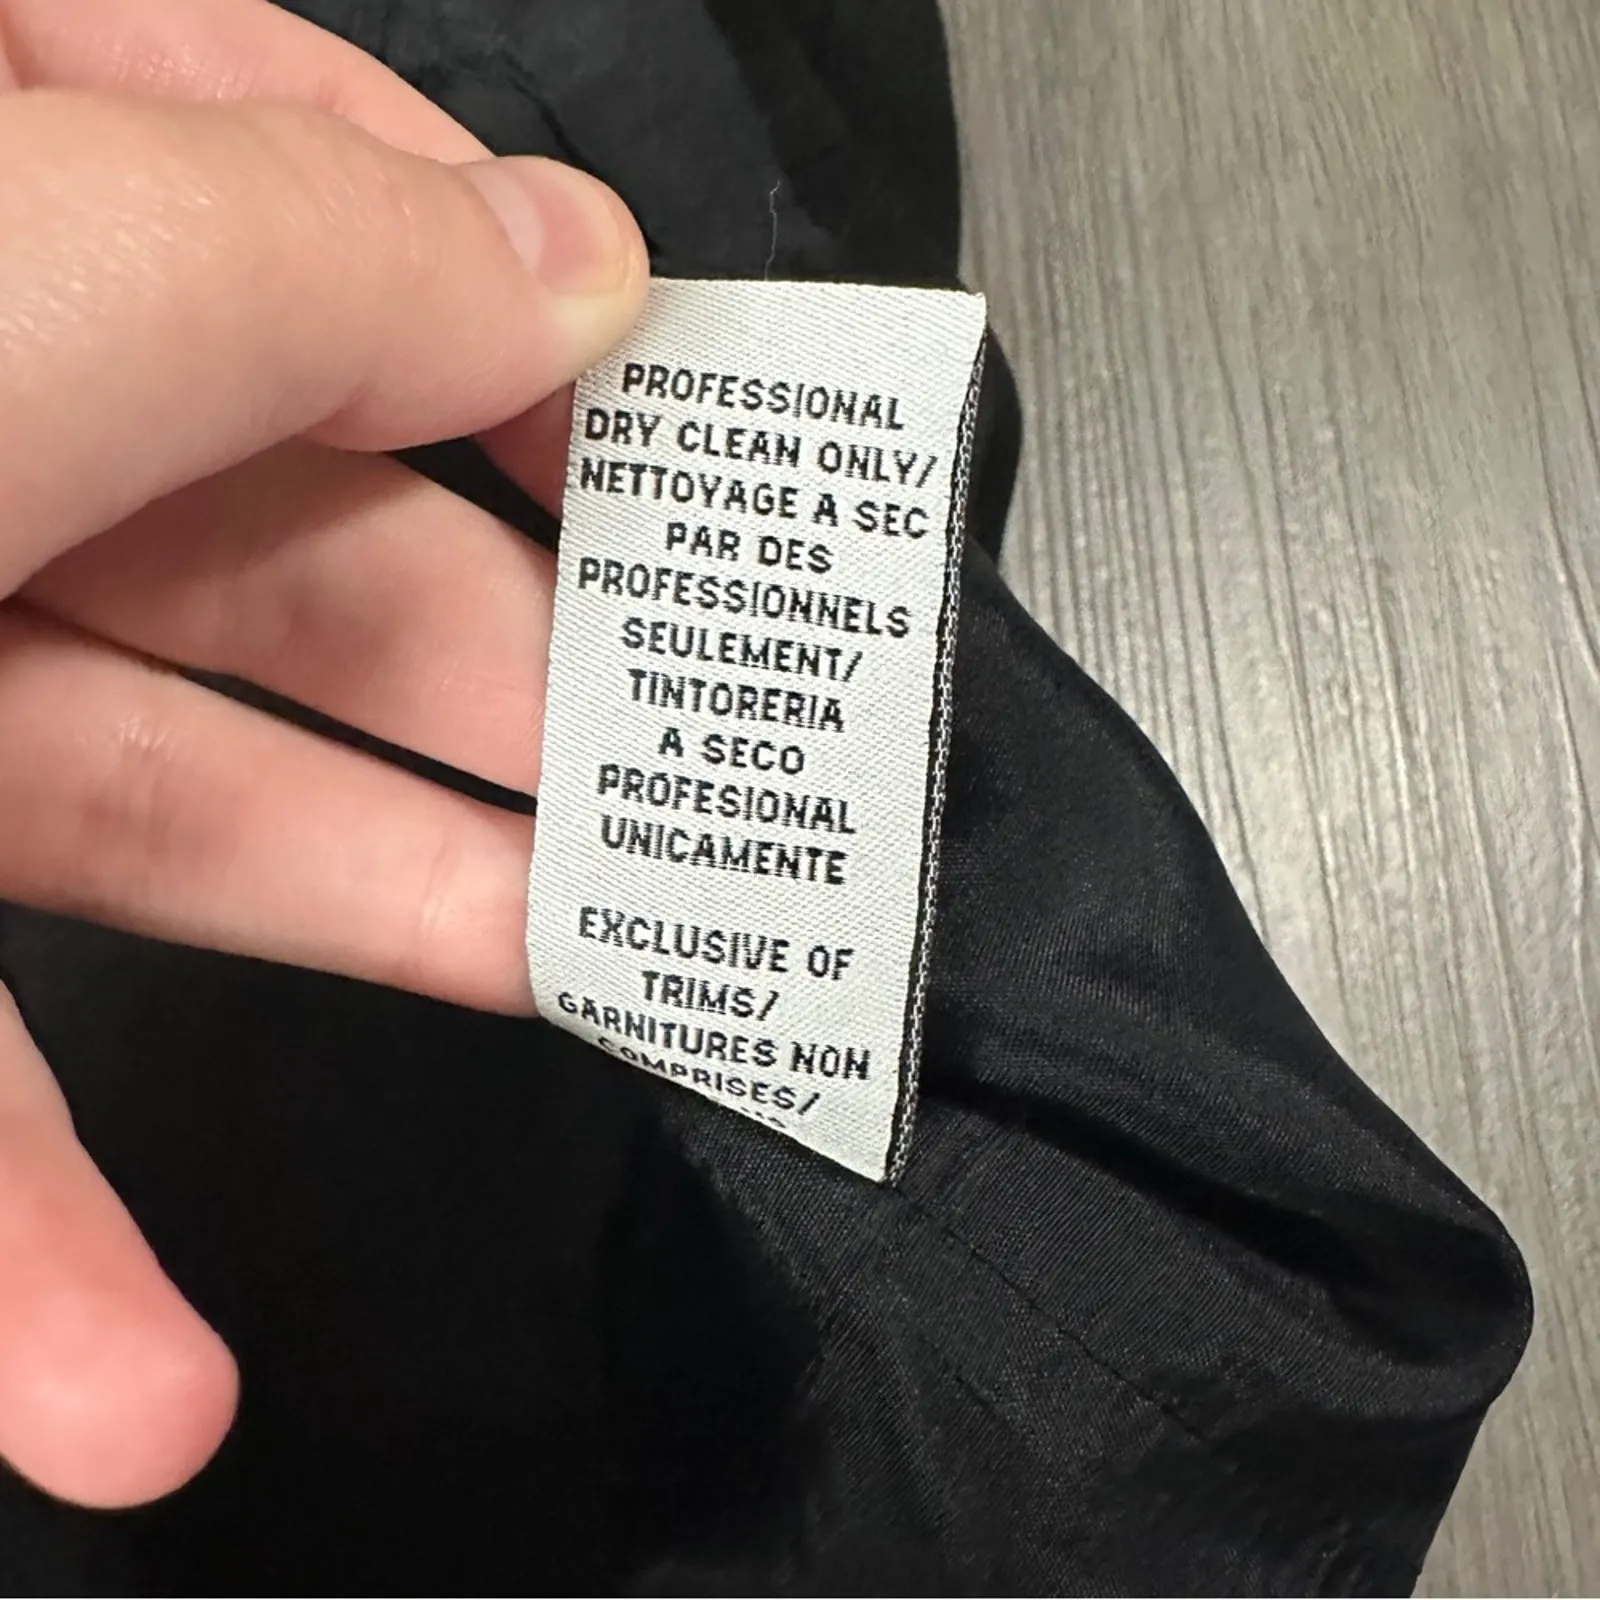 PROFESSIONAL
DRY CLEAN ONLY/
NETTOYAGE A SEC
PAR DES
PROFESSIONNELS
SEULEMENT/
TINTORERIA
A SECO
PROFESIONAL
UNICAMENTE
EXCLUSIVE OF
TRIMS/
GARNITURES NON
COMPRISES/